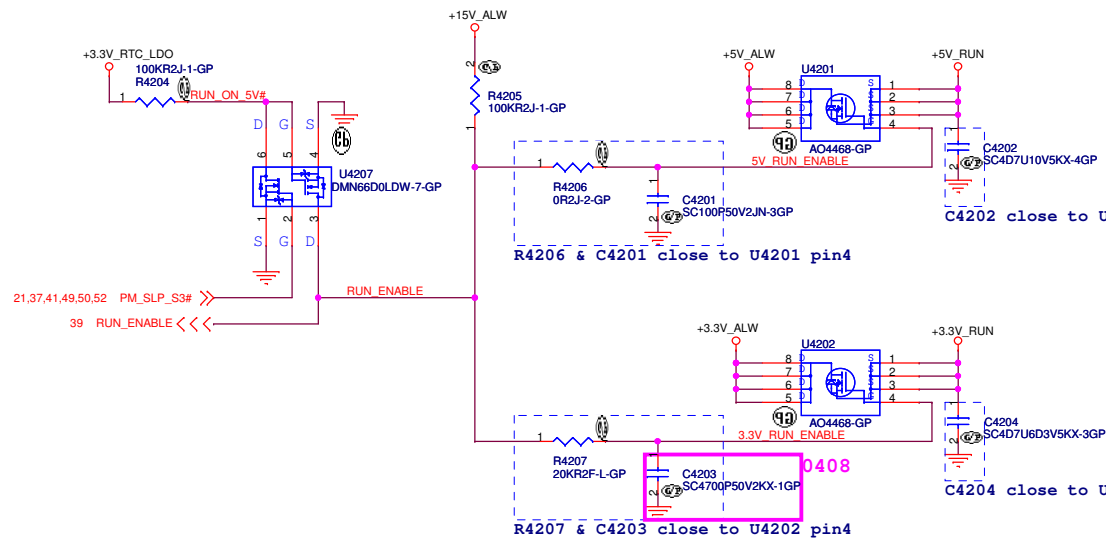 +15V_ALW
+3.3V_RTC_LDO
100KR2J-1-GP
R4204
1
RUN_ON_5V#
2
R4205
100KR2J-1-GP
1
D G S
6 5 4
U4207
DMN66D0LDW-7-GP
1 2 3
S G D
21,37,41,49,50,52 PM_SLP_S3#
39 RUN_ENABLE
RUN_ENABLE
+5V_ALW
+5V_RUN
U4201
8 D S 1
7 D S 2
6 D S 3
5 D G 4
AO4468-GP
5V_RUN_ENABLE
1
R4206
0R2J-2-GP
1
2
C4201
SC100P50V2JN-3GP
G/P
R4206 & C4201 close to U4201 pin4
1
2
C4202
SC4D7U10V5KX-4GP
G/P
C4202 close to U
+3.3V_ALW
+3.3V_RUN
U4202
8 D S 1
7 D S 2
6 D S 3
5 D G 4
AO4468-GP
3.3V_RUN_ENABLE
1
R4207
20KR2F-L-GP
1
2
C4203
SC4700P50V2KX-1GP
G/P
0408
R4207 & C4203 close to U4202 pin4
1
2
C4204
SC4D7U6D3V5KX-3GP
G/P
C4204 close to U